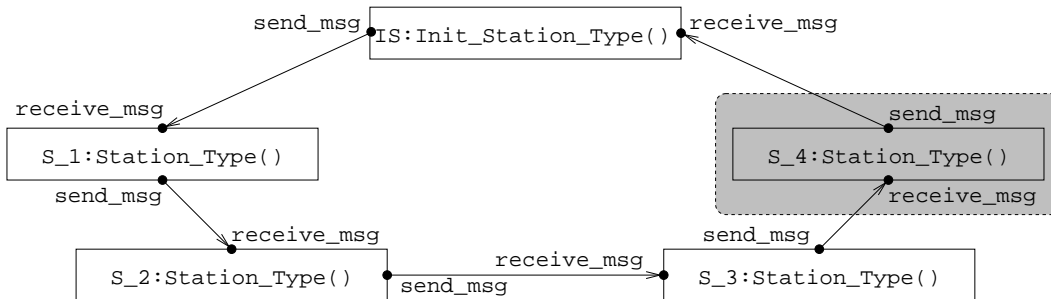 send_msg
IS:Init_Station_Type()
receive_msg
receive_msg
send_msg
S_1:Station_Type()
S_4:Station_Type()
send_msg
receive_msg
receive_msg
send_msg
receive_msg
S_2:Station_Type()
send_msg
S_3:Station_Type()